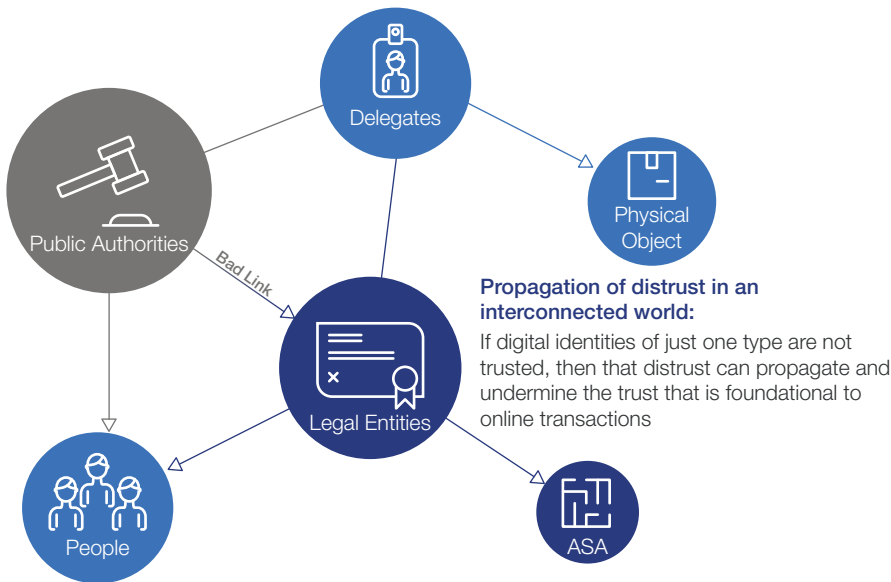 Delegates
Public Authorities
Physical
Object
Bad Link
Propagation of distrust in an
interconnected world:
If digital identities of just one type are not
trusted, then that distrust can propagate and
undermine the trust that is foundational to
online transactions
Legal Entities
People
ASA